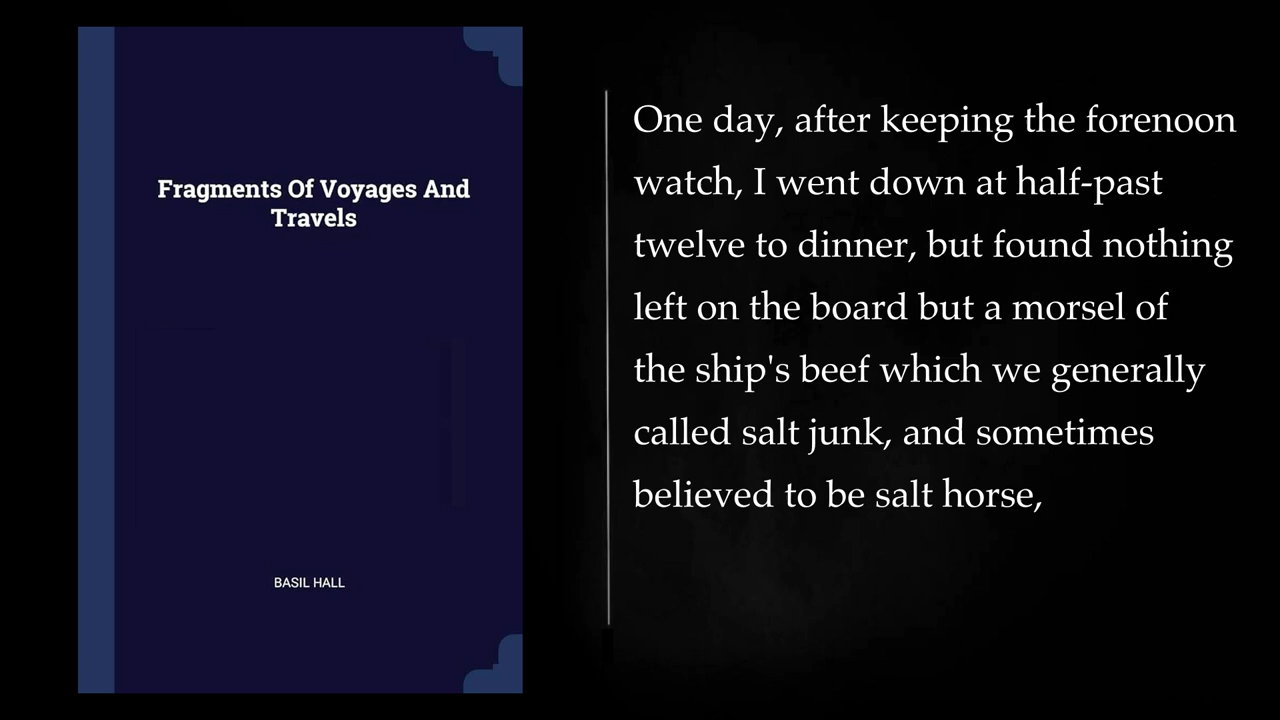 Fragments Of Voyages And
Travels
BASIL HALL
One day, after keeping the forenoon
watch, I went down at half-past
twelve to dinner, but found nothing
left on the board but a morsel of
the ship's beef which we generally
called salt junk, and sometimes
believed to be salt horse,